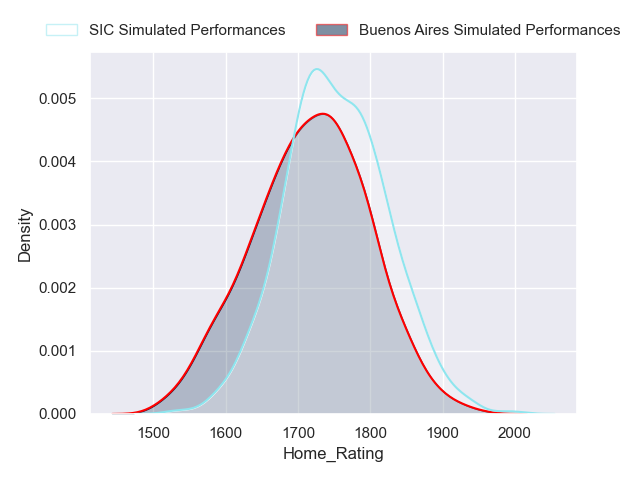 SIC Simulated Performances
Buenos Aires Simulated Performances
0.005
0.004
0.003
0.002
0.001
0.000
Density
1500 1600 1700 1800 1900 2000
Home_Rating